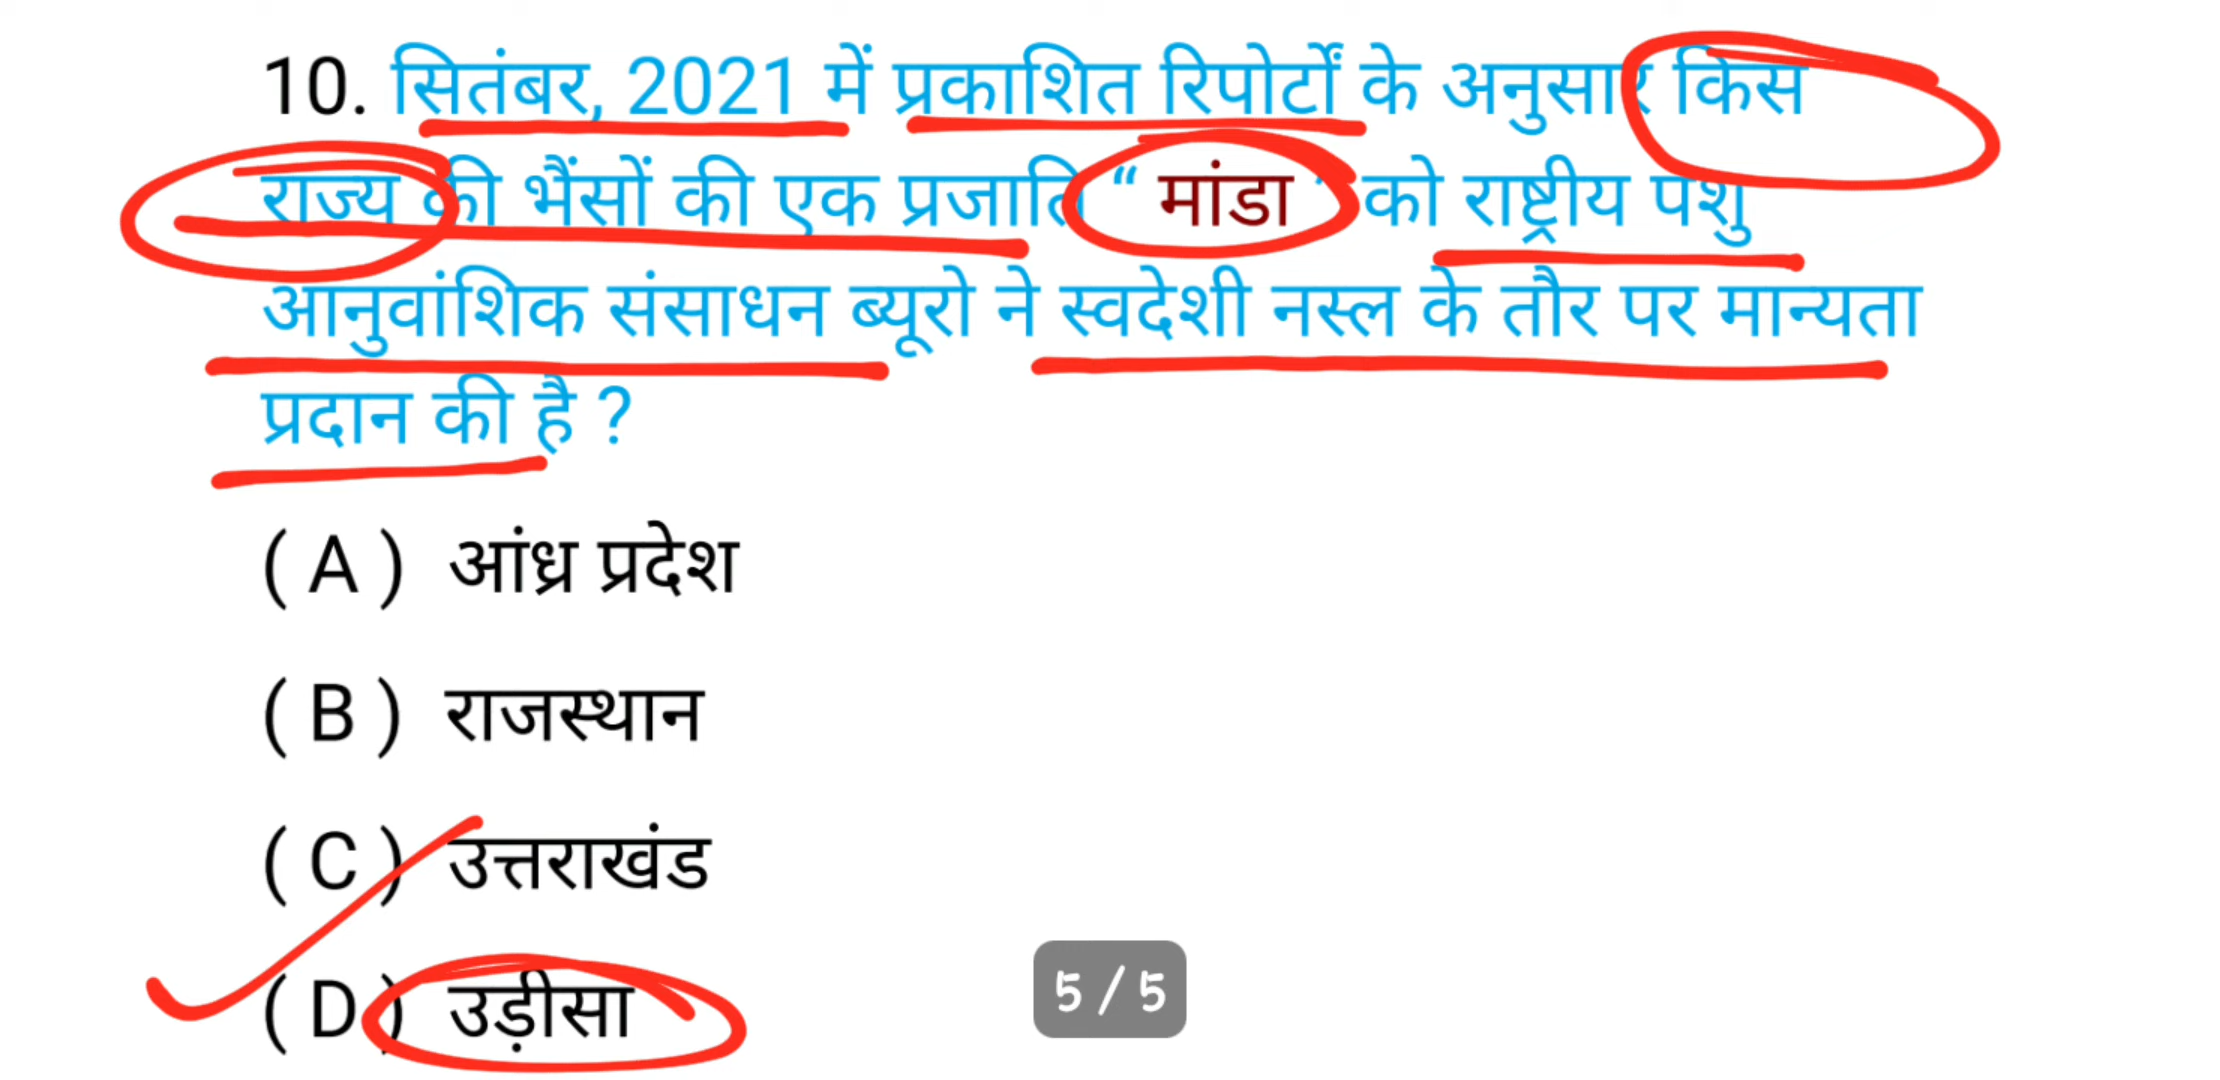 10. सितंबर, 2021 में प्रकाशित रिपोर्टों के अनुसार किस
राज्य की भैंसों की एक प्रजाति “ मांडा ” को राष्ट्रीय पशु
आनुवांशिक संसाधन ब्यूरो ने स्वदेशी नस्ल के तौर पर मान्यता
प्रदान की है ?
( A ) आंध्र प्रदेश
( B ) राजस्थान
( C ) उत्तराखंड
( D ) उड़ीसा
5 / 5